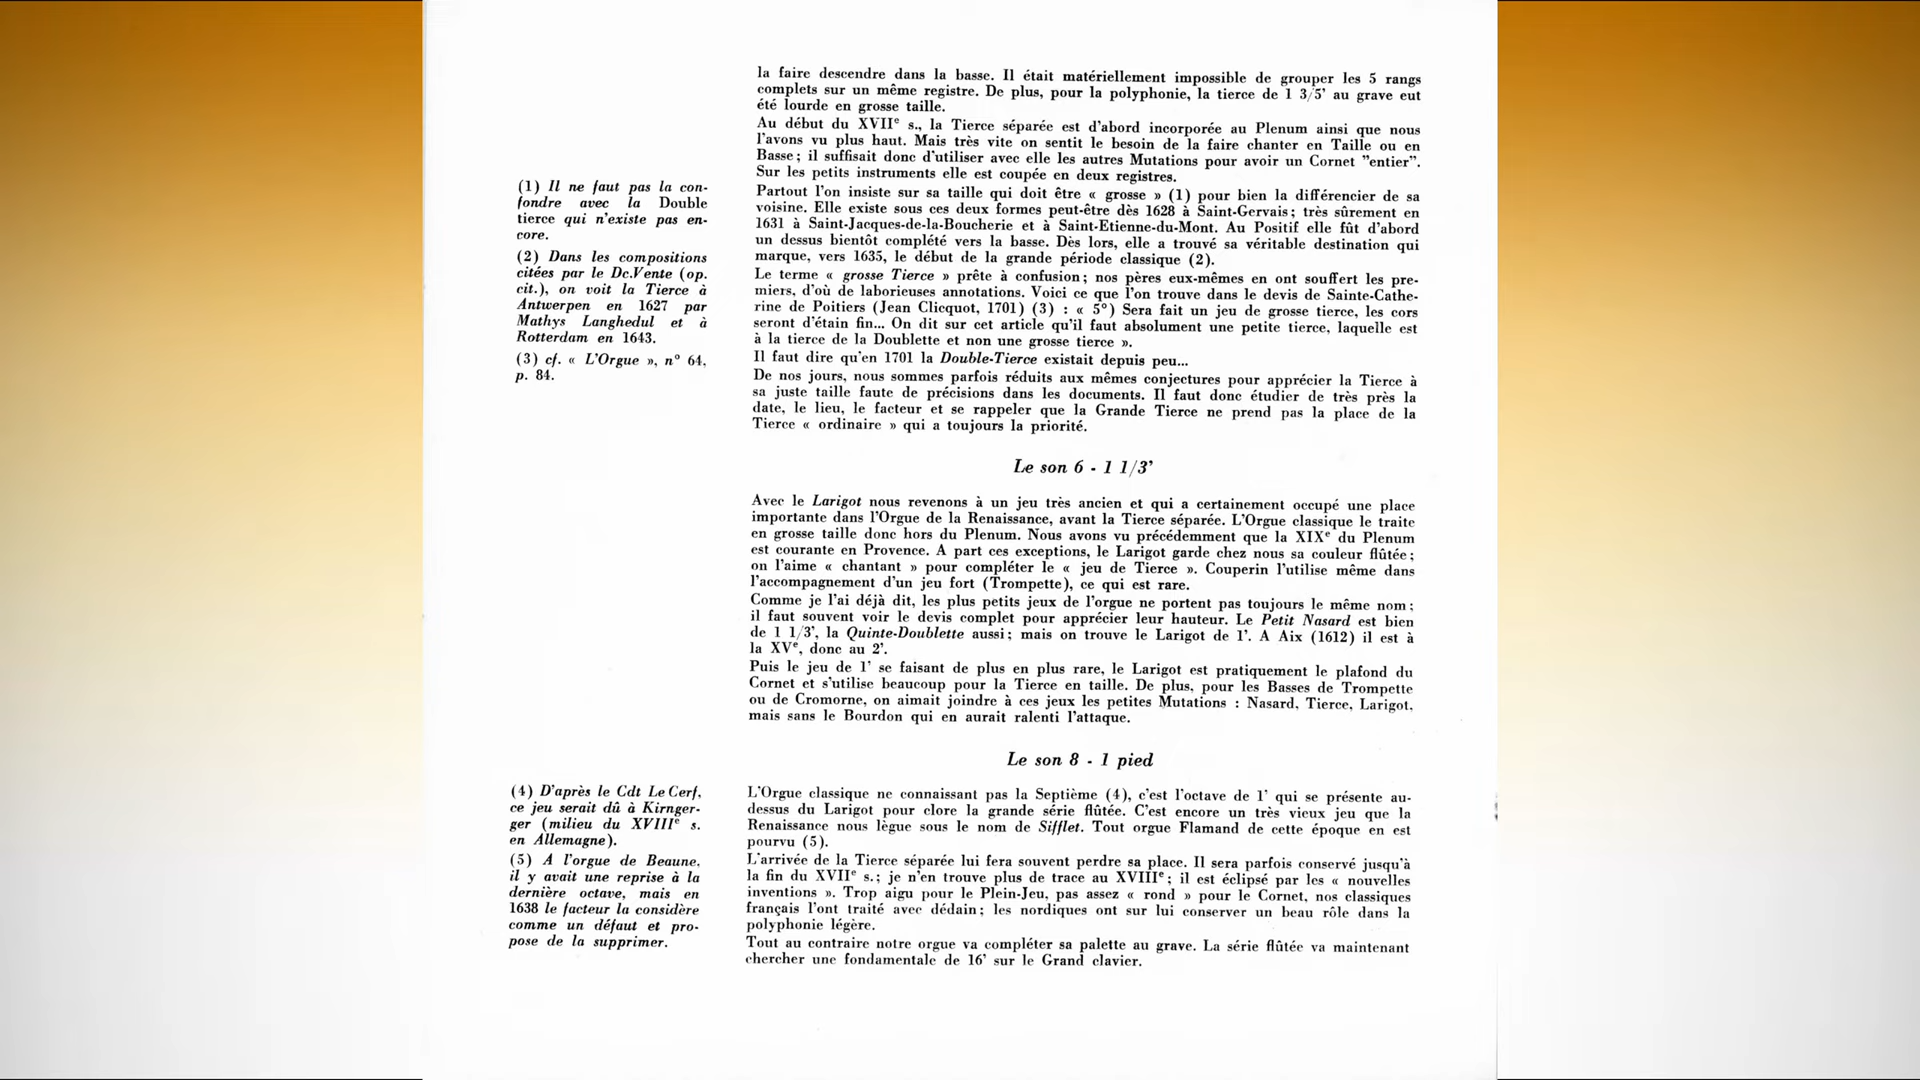 la faire descendre dans la basse. Il était matériellement impossible de grouper les 5 rangs
complets sur un même registre. De plus, pour la polyphonie, la tierce de 1 3/5' au grave eut
été lourde en grosse taille.
Au début du XVIIe s., la Tierce séparée est d'abord incorporée au Plenum ainsi que nous
l'avons vu plus haut. Mais très vite on sentit le besoin de la faire chanter en Taille ou en
Basse; il suffisait donc d'utiliser avec elle les autres Mutations pour avoir un Cornet "entier".
Sur les petits instruments elle est coupée en deux registres.
Partout l'on insiste sur sa taille qui doit être « grosse » (1) pour bien la différencier de sa
voisine. Elle existe sous ces deux formes peut-être dès 1628 à Saint-Gervais; très sûrement en
1631 à Saint-Jacques-de-la-Boucherie et à Saint-Etienne-du-Mont. Au Positif elle fût d'abord
un dessus bientôt complété vers la basse. Dès lors, elle a trouvé sa véritable destination qui
marque, vers 1635, le début de la grande période classique (2).
Le terme « grosse Tierce » prête à confusion; nos pères eux-mêmes en ont souffert les pre-
miers, d'où de laborieuses annotations. Voici ce que l'on trouve dans le devis de Sainte-Cathe-
rine de Poitiers (Jean Clicquot, 1701) (3) : « 5°) Sera fait un jeu de grosse tierce, les cors
seront d'étain fin... On dit sur cet article qu'il faut absolument une petite tierce, laquelle est
à la tierce de la Doublette et non une grosse tierce ».
Il faut dire qu'en 1701 la Double-Tierce existait depuis peu...
De nos jours, nous sommes parfois réduits aux mêmes conjectures pour apprécier la Tierce à
sa juste taille faute de précisions dans les documents. Il faut donc étudier de très près la
date, le lieu, le facteur et se rappeler que la Grande Tierce ne prend pas la place de la
Tierce « ordinaire » qui a toujours la priorité.
(1) Il ne faut pas la con-
fondre avec la Double
tierce qui n'existe pas en-
core.
(2) Dans les compositions
citées par le Dc.Vente (op.
cit.), on voit la Tierce à
Antwerpen en 1627 par
Mathys Langhedul et à
Rotterdam en 1643.
(3) cf. « L'Orgue », n° 64,
p. 84.
Le son 6 - 1 1/3'
Avec le Larigot nous revenons à un jeu très ancien et qui a certainement occupé une place
importante dans l'Orgue de la Renaissance, avant la Tierce séparée. L'Orgue classique le traite
en grosse taille donc hors du Plenum. Nous avons vu précédemment que la XIXe du Plenum
est courante en Provence. A part ces exceptions, le Larigot garde chez nous sa couleur flûtée;
on l'aime « chantant » pour compléter le « jeu de Tierce ». Couperin l'utilise même dans
l'accompagnement d'un jeu fort (Trompette), ce qui est rare.
Comme je l'ai déjà dit, les plus petits jeux de l'orgue ne portent pas toujours le même nom;
il faut souvent voir le devis complet pour apprécier leur hauteur. Le Petit Nasard est bien
de 1 1/3', la Quinte-Doublette aussi; mais on trouve le Larigot de 1'. A Aix (1612) il est à
la XVe, donc au 2'.
Puis le jeu de 1' se faisant de plus en plus rare, le Larigot est pratiquement le plafond du
Cornet et s'utilise beaucoup pour la Tierce en taille. De plus, pour les Basses de Trompette
ou de Cromorne, on aimait joindre à ces jeux les petites Mutations : Nasard, Tierce, Larigot,
mais sans le Bourdon qui en aurait ralenti l'attaque.
Le son 8 - 1 pied
L'Orgue classique ne connaissant pas la Septième (4), c'est l'octave de 1' qui se présente au-
dessus du Larigot pour clore la grande série flûtée. C'est encore un très vieux jeu que la
Renaissance nous lègue sous le nom de Sifflet. Tout orgue Flamand de cette époque en est
pourvu (5).
L'arrivée de la Tierce séparée lui fera souvent perdre sa place. Il sera parfois conservé jusqu'à
la fin du XVIIe s.; je n'en trouve plus de trace au XVIIIe; il est éclipsé par les « nouvelles
inventions ». Trop aigu pour le Plein-Jeu, pas assez « rond » pour le Cornet, nos classiques
français l'ont traité avec dédain; les nordiques ont su lui conserver un beau rôle dans la
polyphonie légère.
Tout au contraire notre orgue va compléter sa palette au grave. La série flûtée va maintenant
chercher une fondamentale de 16' sur le Grand clavier.
(4) D'après le Cdt Le Cerf,
ce jeu serait dû à Kirnger-
ger (milieu du XVIIIe s.
en Allemagne).
(5) A l'orgue de Beaune,
il y avait une reprise à la
dernière octave, mais en
1638 le facteur la considère
comme un défaut et pro-
pose de la supprimer.